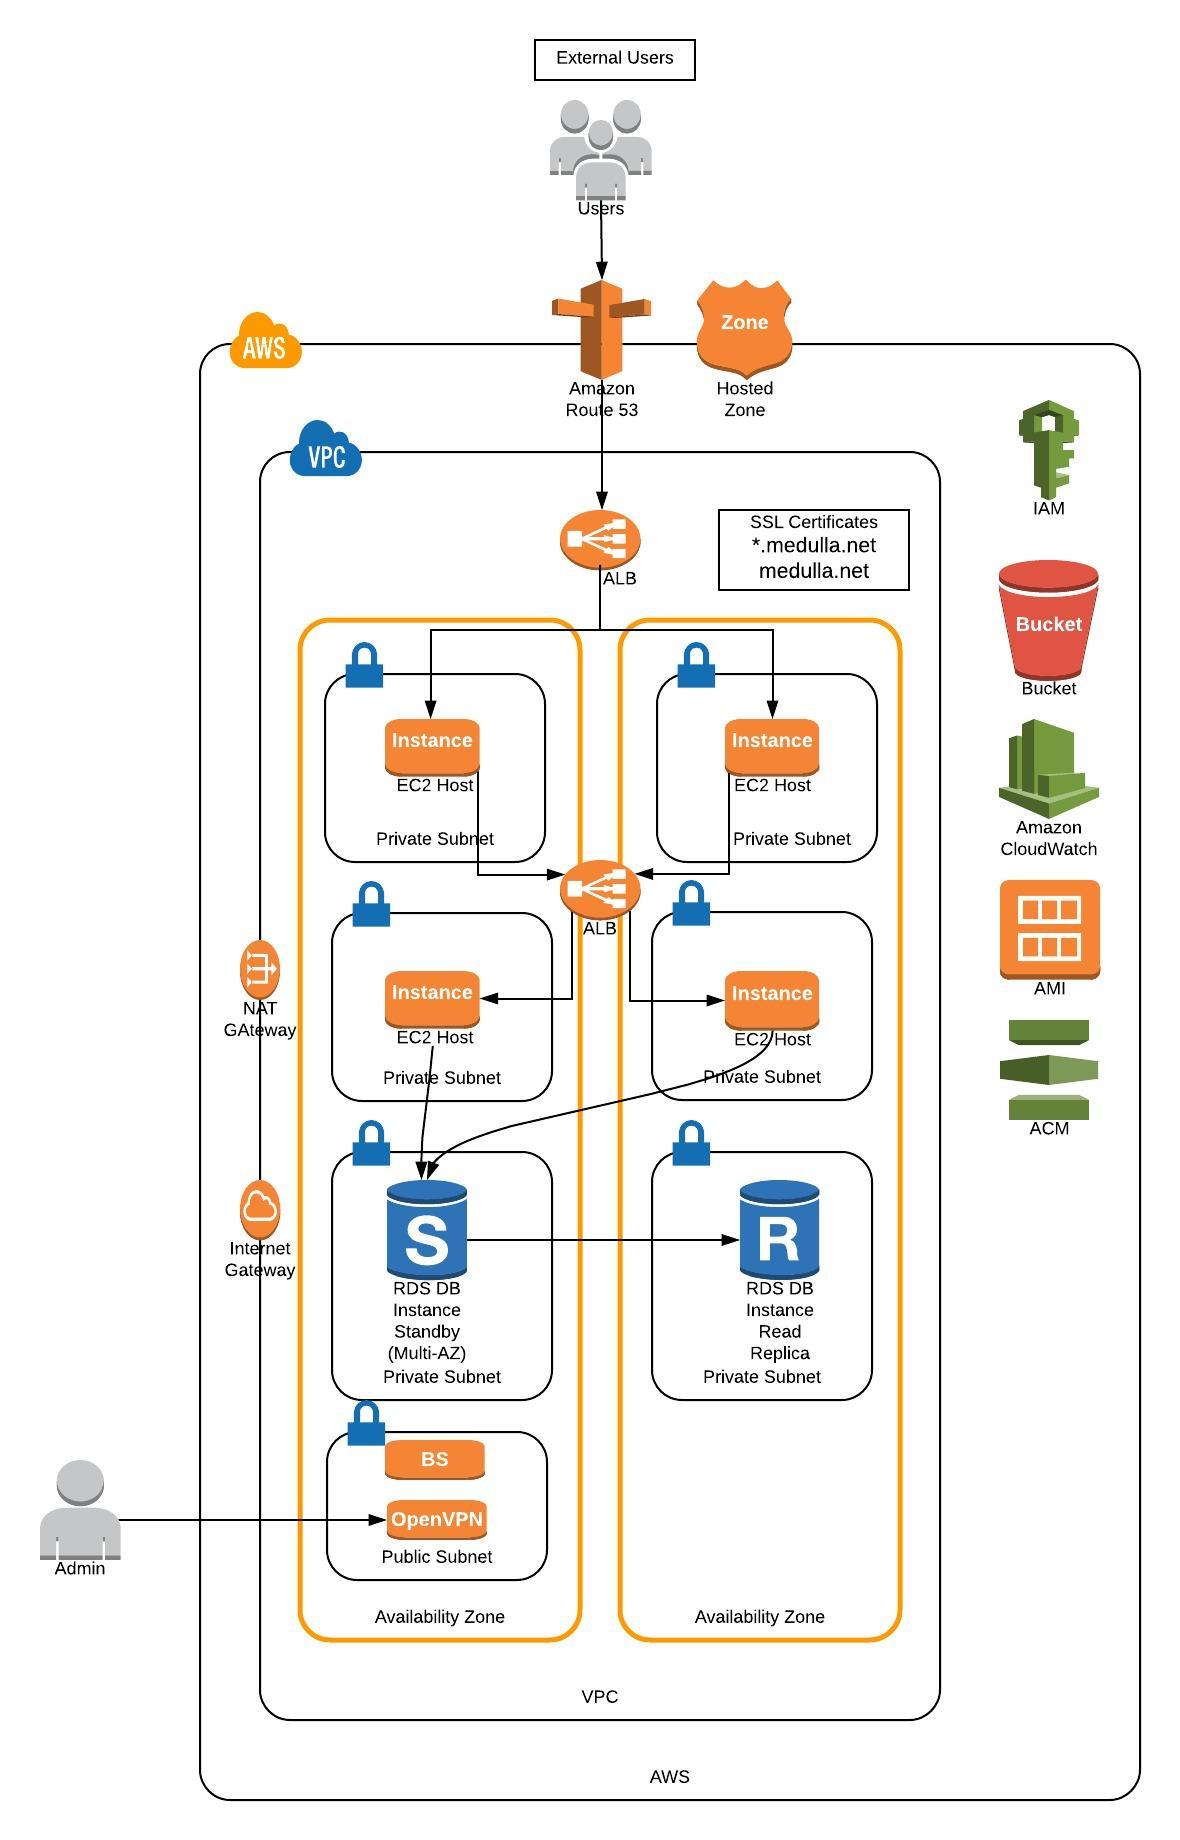 External Users
Users
Zone
AWS
Amazon
Route 53
Hosted
Zone
VPC
IAM
SSL Certificates
*.medulla.net
medulla.net
ALB
Bucket
Bucket
Instance
EC2 Host
Private Subnet
Instance
EC2 Host
Private Subnet
Amazon
CloudWatch
ALB
AMI
NAT
GAteway
Instance
EC2 Host
Private Subnet
Instance
EC2 Host
Private Subnet
ACM
Internet
Gateway
S
RDS DB
Instance
Standby
(Multi-AZ)
Private Subnet
R
RDS DB
Instance
Read
Replica
Private Subnet
BS
OpenVPN
Public Subnet
Admin
Availability Zone
Availability Zone
VPC
AWS